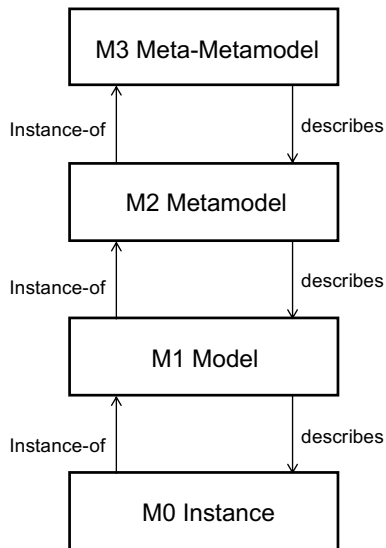 M3 Meta-Metamodel
Instance-of
describes
M2 Metamodel
Instance-of
describes
M1 Model
Instance-of
describes
M0 Instance